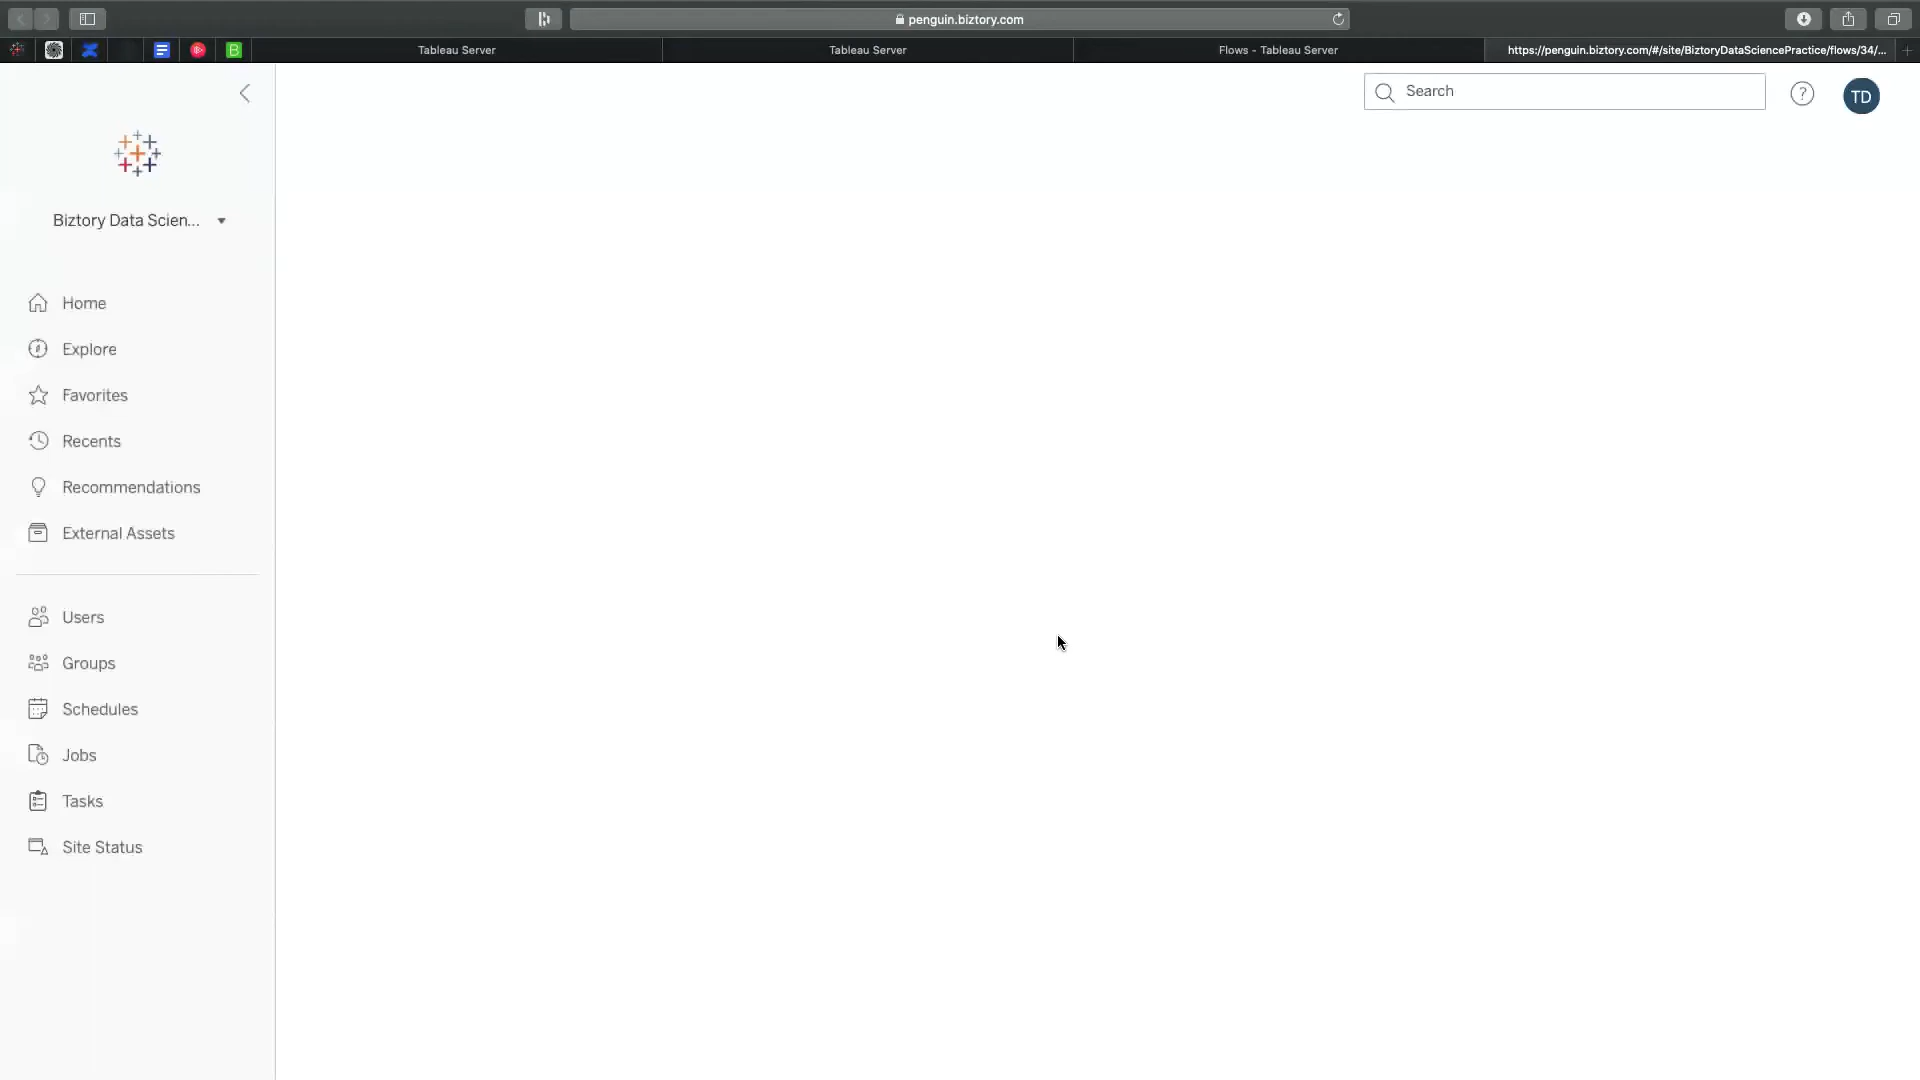 penguin.biztory.com
Tableau Server
Tableau Server
Flows - Tableau Server
https://penguin.biztory.com/#/site/BiztoryDataSciencePractice/flows/34/...
B
Search
?
TD
Biztory Data Scien...
Home
Explore
Favorites
Recents
Recommendations
External Assets
Users
Groups
Schedules
Jobs
Tasks
Site Status